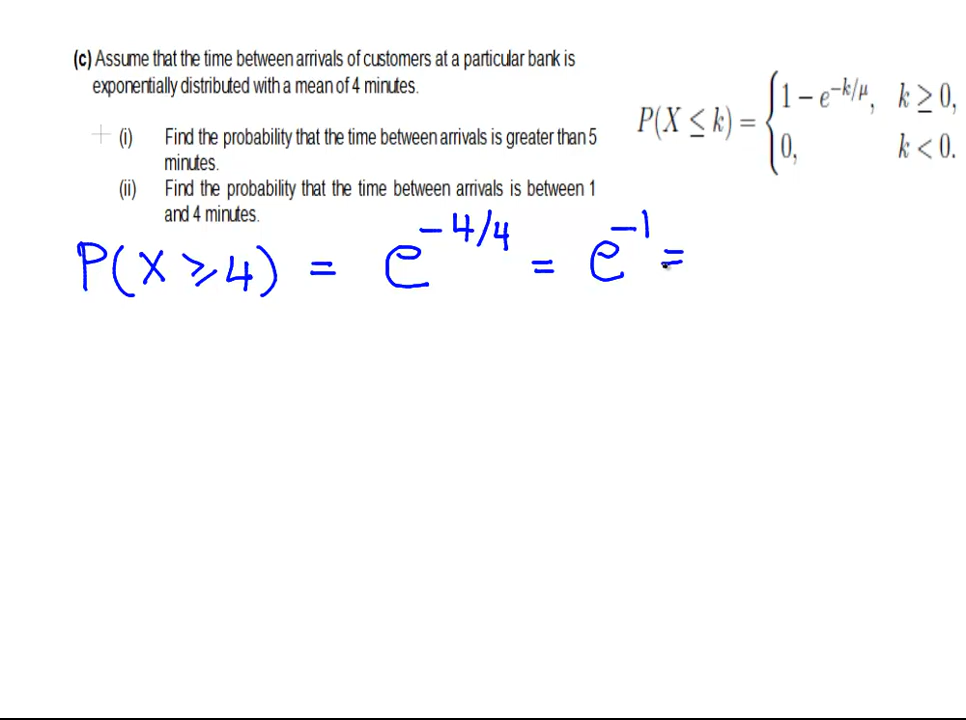 (c) Assume that the time between arrivals of customers at a particular bank is
exponentially distributed with a mean of 4 minutes.
(i) Find the probability that the time between arrivals is greater than 5
minutes.
(ii) Find the probability that the time between arrivals is between 1
and 4 minutes.
P(X ≤ k) = { 1 − e^{−k/μ}, k ≥ 0,
0, k < 0.
P(X ⩾ 4) = e^{-4/4} = e^{-1} =